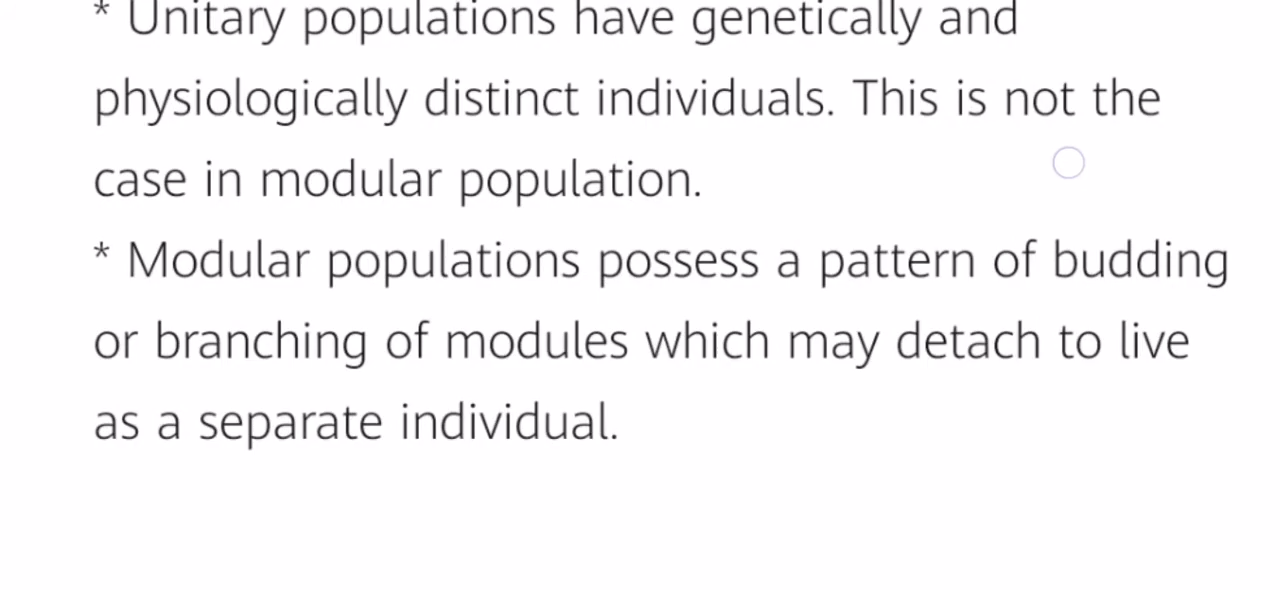 * Unitary populations have genetically and
physiologically distinct individuals. This is not the
case in modular population.
* Modular populations possess a pattern of budding
or branching of modules which may detach to live
as a separate individual.